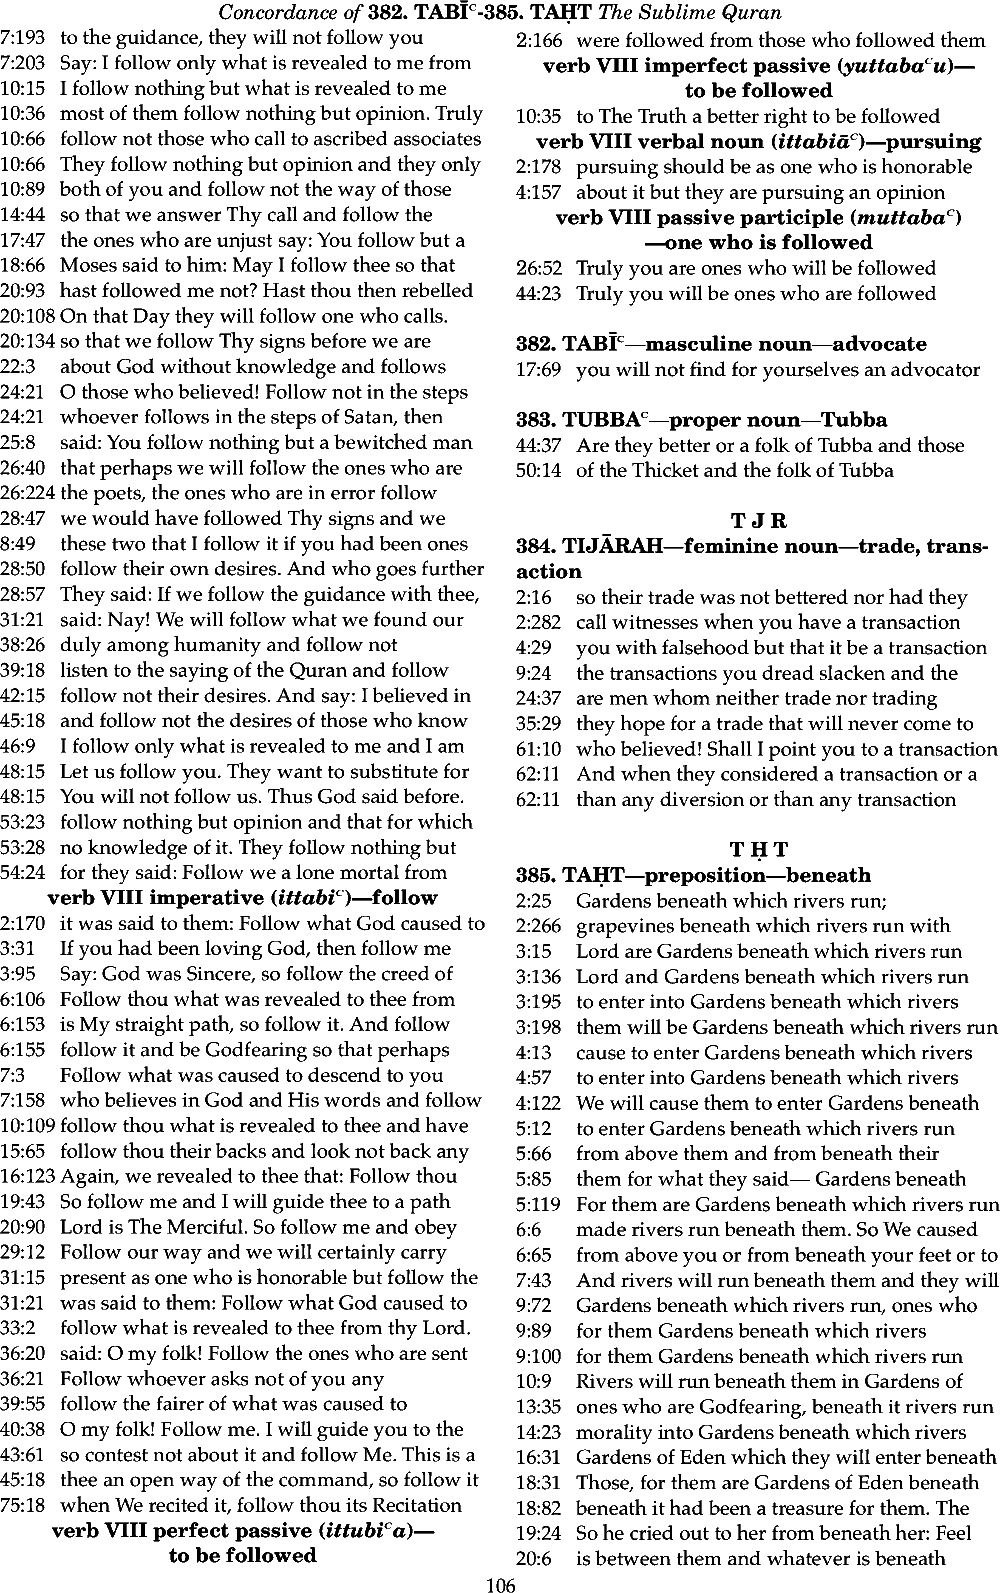 Concordance of 382. TABĪᶜ-385. TAḤT The Sublime Quran
7:193 to the guidance, they will not follow you
7:203 Say: I follow only what is revealed to me from
10:15 I follow nothing but what is revealed to me
10:36 most of them follow nothing but opinion. Truly
10:66 follow not those who call to ascribed associates
10:66 They follow nothing but opinion and they only
10:89 both of you and follow not the way of those
14:44 so that we answer Thy call and follow the
17:47 the ones who are unjust say: You follow but a
18:66 Moses said to him: May I follow thee so that
20:93 hast followed me not? Hast thou then rebelled
20:108 On that Day they will follow one who calls.
20:134 so that we follow Thy signs before we are
22:3 about God without knowledge and follows
24:21 O those who believed! Follow not in the steps
24:21 whoever follows in the steps of Satan, then
25:8 said: You follow nothing but a bewitched man
26:40 that perhaps we will follow the ones who are
26:224 the poets, the ones who are in error follow
28:47 we would have followed Thy signs and we
8:49 these two that I follow it if you had been ones
28:50 follow their own desires. And who goes further
28:57 They said: If we follow the guidance with thee,
31:21 said: Nay! We will follow what we found our
38:26 duly among humanity and follow not
39:18 listen to the saying of the Quran and follow
42:15 follow not their desires. And say: I believed in
45:18 and follow not the desires of those who know
46:9 I follow only what is revealed to me and I am
48:15 Let us follow you. They want to substitute for
48:15 You will not follow us. Thus God said before.
53:23 follow nothing but opinion and that for which
53:28 no knowledge of it. They follow nothing but
54:24 for they said: Follow we a lone mortal from
verb VIII imperative (ittabiᶜ)—follow
2:170 it was said to them: Follow what God caused to
3:31 If you had been loving God, then follow me
3:95 Say: God was Sincere, so follow the creed of
6:106 Follow thou what was revealed to thee from
6:153 is My straight path, so follow it. And follow
6:155 follow it and be Godfearing so that perhaps
7:3 Follow what was caused to descend to you
7:158 who believes in God and His words and follow
10:109 follow thou what is revealed to thee and have
15:65 follow thou their backs and look not back any
16:123 Again, we revealed to thee that: Follow thou
19:43 So follow me and I will guide thee to a path
20:90 Lord is The Merciful. So follow me and obey
29:12 Follow our way and we will certainly carry
31:15 present as one who is honorable but follow the
31:21 was said to them: Follow what God caused to
33:2 follow what is revealed to thee from thy Lord.
36:20 said: O my folk! Follow the ones who are sent
36:21 Follow whoever asks not of you any
39:55 follow the fairer of what was caused to
40:38 O my folk! Follow me. I will guide you to the
43:61 so contest not about it and follow Me. This is a
45:18 thee an open way of the command, so follow it
75:18 when We recited it, follow thou its Recitation
verb VIII perfect passive (ittubiᶜa)—
to be followed
2:166 were followed from those who followed them
verb VIII imperfect passive (yuttabaᶜu)—
to be followed
10:35 to The Truth a better right to be followed
verb VIII verbal noun (ittabiāᶜ)—pursuing
2:178 pursuing should be as one who is honorable
4:157 about it but they are pursuing an opinion
verb VIII passive participle (muttabaᶜ)
—one who is followed
26:52 Truly you are ones who will be followed
44:23 Truly you will be ones who are followed
382. TABĪᶜ—masculine noun—advocate
17:69 you will not find for yourselves an advocator
383. TUBBAᶜ—proper noun—Tubba
44:37 Are they better or a folk of Tubba and those
50:14 of the Thicket and the folk of Tubba
T J R
384. TIJĀRAH—feminine noun—trade, trans-
action
2:16 so their trade was not bettered nor had they
2:282 call witnesses when you have a transaction
4:29 you with falsehood but that it be a transaction
9:24 the transactions you dread slacken and the
24:37 are men whom neither trade nor trading
35:29 they hope for a trade that will never come to
61:10 who believed! Shall I point you to a transaction
62:11 And when they considered a transaction or a
62:11 than any diversion or than any transaction
T Ḥ T
385. TAḤT—preposition—beneath
2:25 Gardens beneath which rivers run;
2:266 grapevines beneath which rivers run with
3:15 Lord are Gardens beneath which rivers run
3:136 Lord and Gardens beneath which rivers run
3:195 to enter into Gardens beneath which rivers
3:198 them will be Gardens beneath which rivers run
4:13 cause to enter Gardens beneath which rivers
4:57 to enter into Gardens beneath which rivers
4:122 We will cause them to enter Gardens beneath
5:12 to enter Gardens beneath which rivers run
5:66 from above them and from beneath their
5:85 them for what they said— Gardens beneath
5:119 For them are Gardens beneath which rivers run
6:6 made rivers run beneath them. So We caused
6:65 from above you or from beneath your feet or to
7:43 And rivers will run beneath them and they will
9:72 Gardens beneath which rivers run, ones who
9:89 for them Gardens beneath which rivers
9:100 for them Gardens beneath which rivers run
10:9 Rivers will run beneath them in Gardens of
13:35 ones who are Godfearing, beneath it rivers run
14:23 morality into Gardens beneath which rivers
16:31 Gardens of Eden which they will enter beneath
18:31 Those, for them are Gardens of Eden beneath
18:82 beneath it had been a treasure for them. The
19:24 So he cried out to her from beneath her: Feel
20:6 is between them and whatever is beneath
106